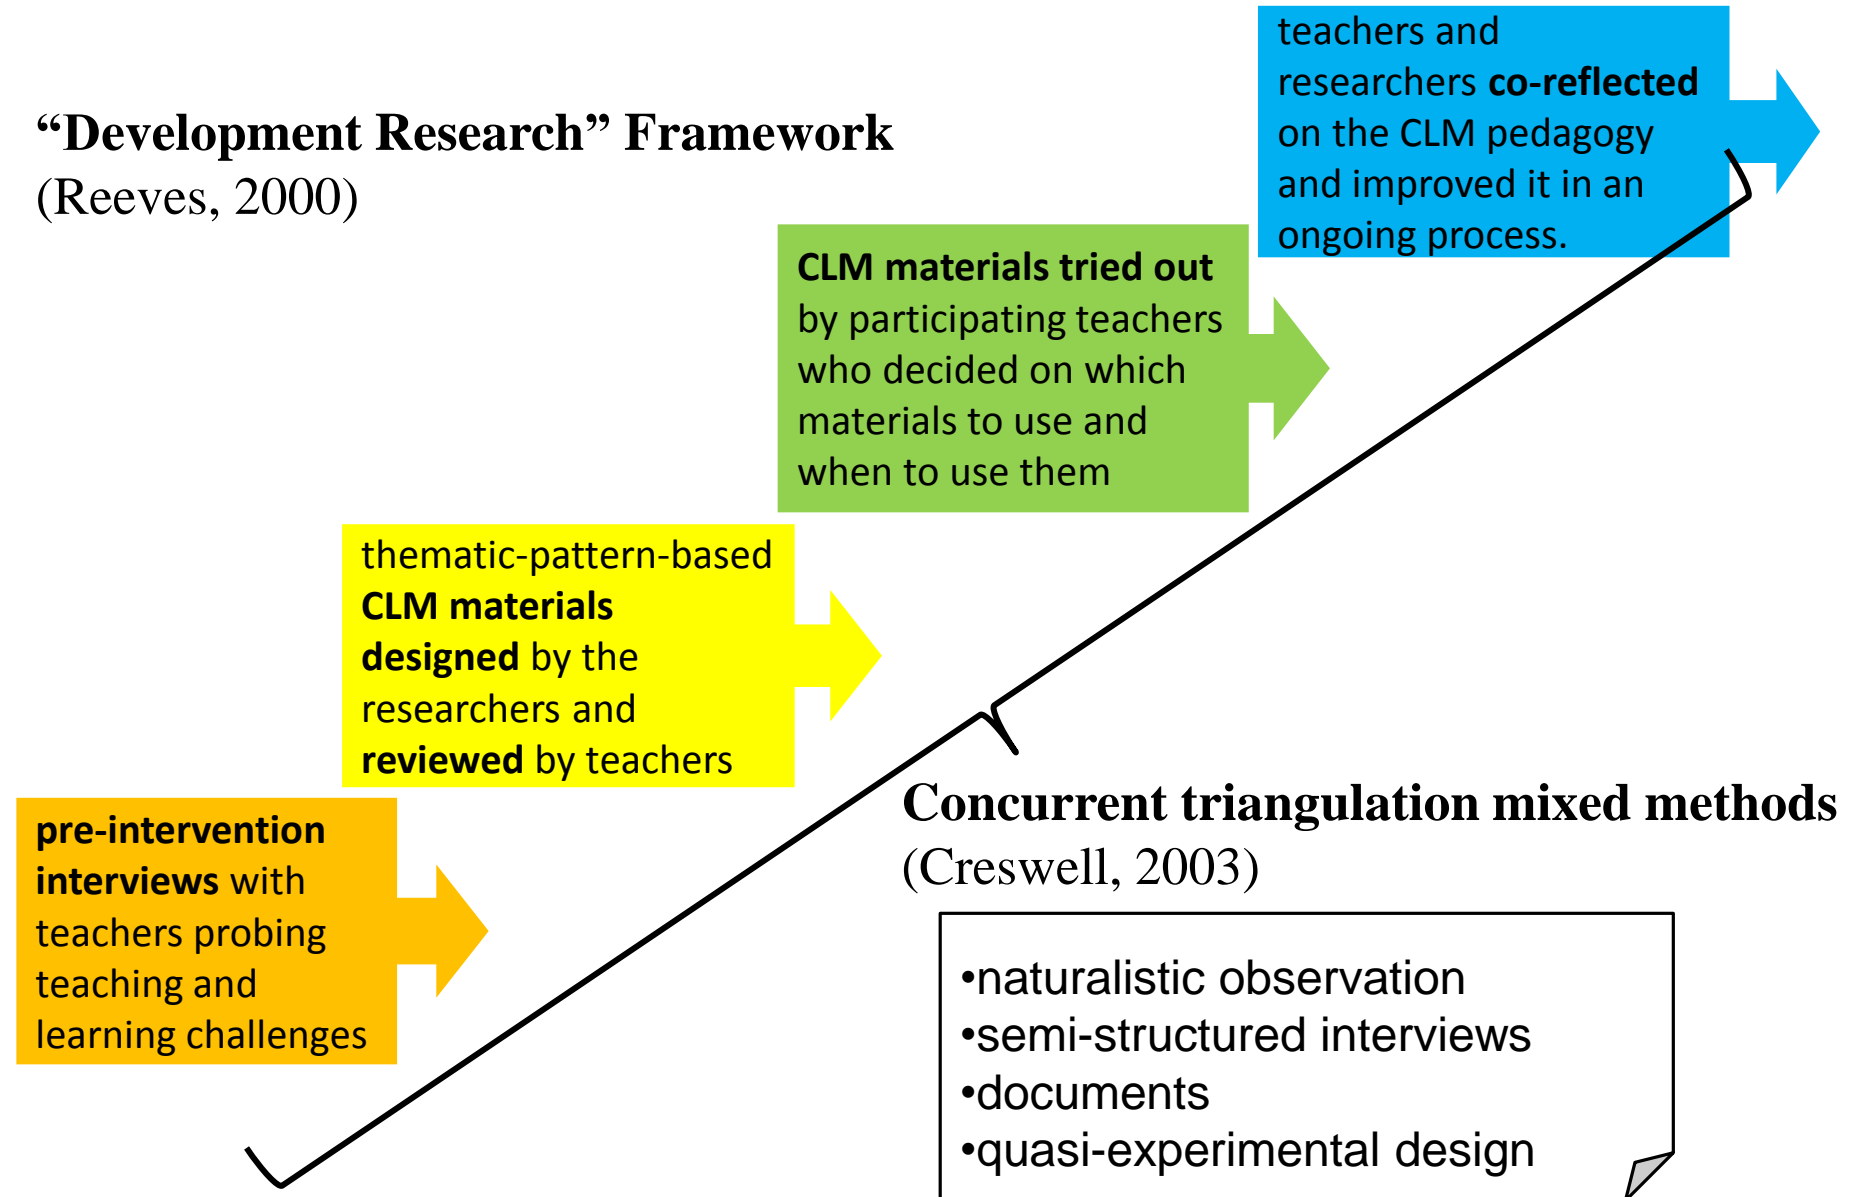 “Development Research” Framework
(Reeves, 2000)
teachers and
researchers co-reflected
on the CLM pedagogy
and improved it in an
ongoing process.
CLM materials tried out
by participating teachers
who decided on which
materials to use and
when to use them
thematic-pattern-based
CLM materials
designed by the
researchers and
reviewed by teachers
pre-intervention
interviews with
teachers probing
teaching and
learning challenges
Concurrent triangulation mixed methods
(Creswell, 2003)
•naturalistic observation
•semi-structured interviews
•documents
•quasi-experimental design